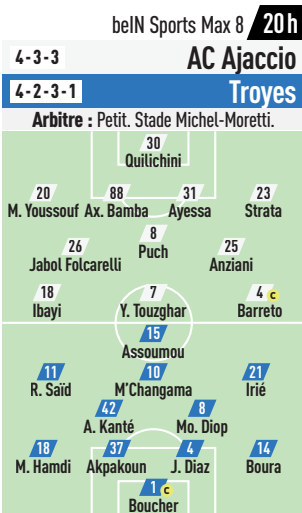 beIN Sports Max 8 20 h
4-3-3 AC Ajaccio
4-2-3-1 Troyes
Arbitre : Petit. Stade Michel-Moretti.
30
Quilichini
20 88 31 23
M. Youssouf Ax. Bamba Ayessa Strata
8
Puch
26 25
Jabol Folcarelli Anziani
18 7 4 c
Ibayi Y. Touzghar Barreto
15
Assoumou
11 10 21
R. Saïd M'Changama Irié
42 8
A. Kanté Mo. Diop
18 37 4 14
M. Hamdi Akpakoun J. Diaz Boura
1 c
Boucher